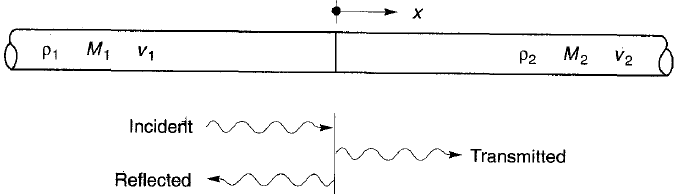 x
ρ₁ M₁ v₁ ρ₂ M₂ v₂
Incident
Transmitted
Reflected